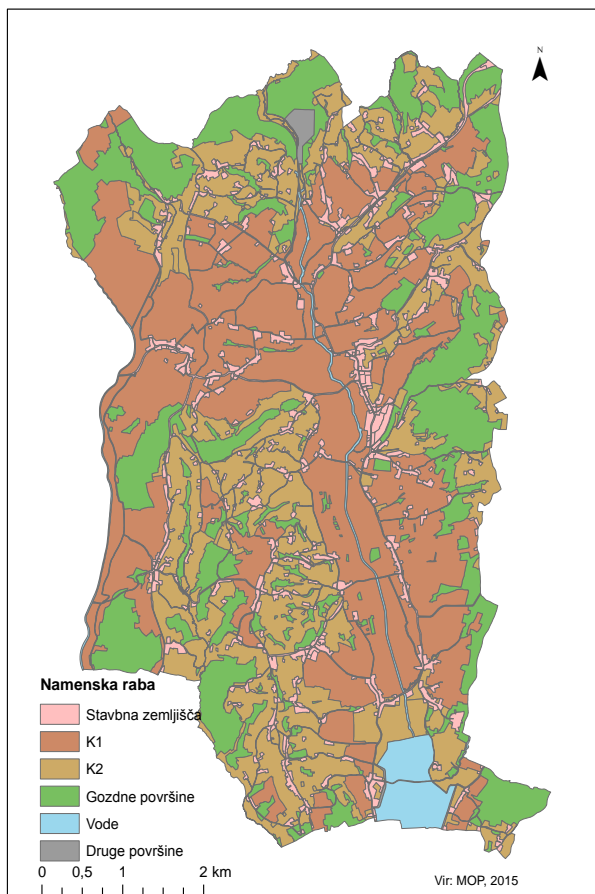 N
Namenska raba
Stavbna zemljišča
K1
K2
Gozdne površine
Vode
Druge površine
0 0,5 1 2 km
Vir: MOP, 2015